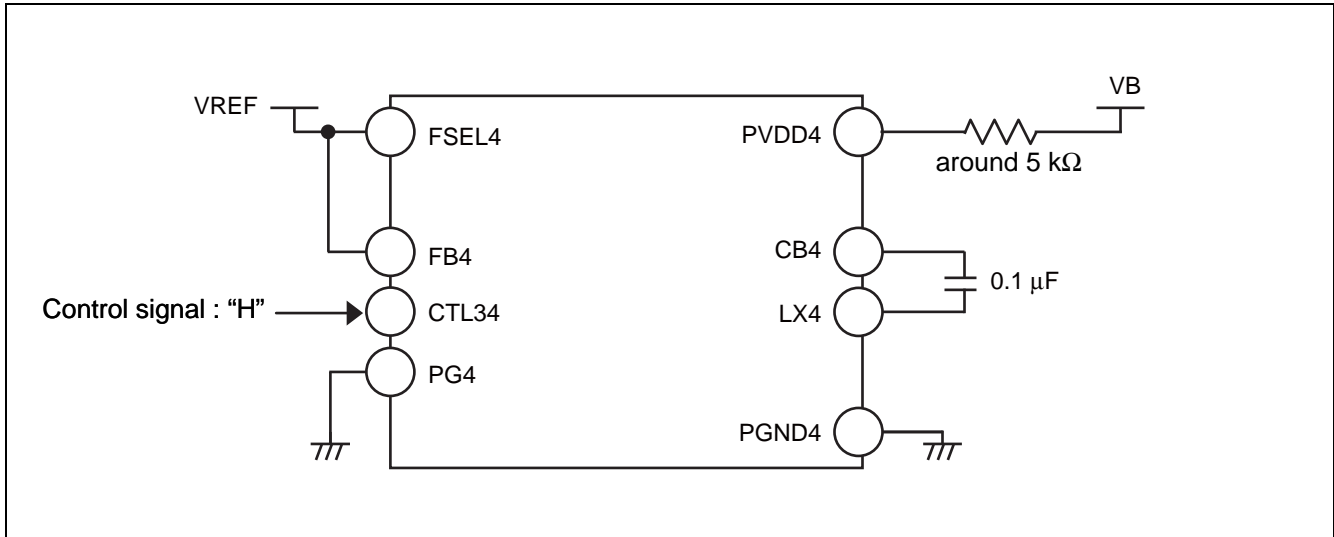 VREF
FSEL4
FB4
Control signal : “H”
CTL34
PG4
VB
PVDD4
around 5 kΩ
CB4
0.1 μF
LX4
PGND4